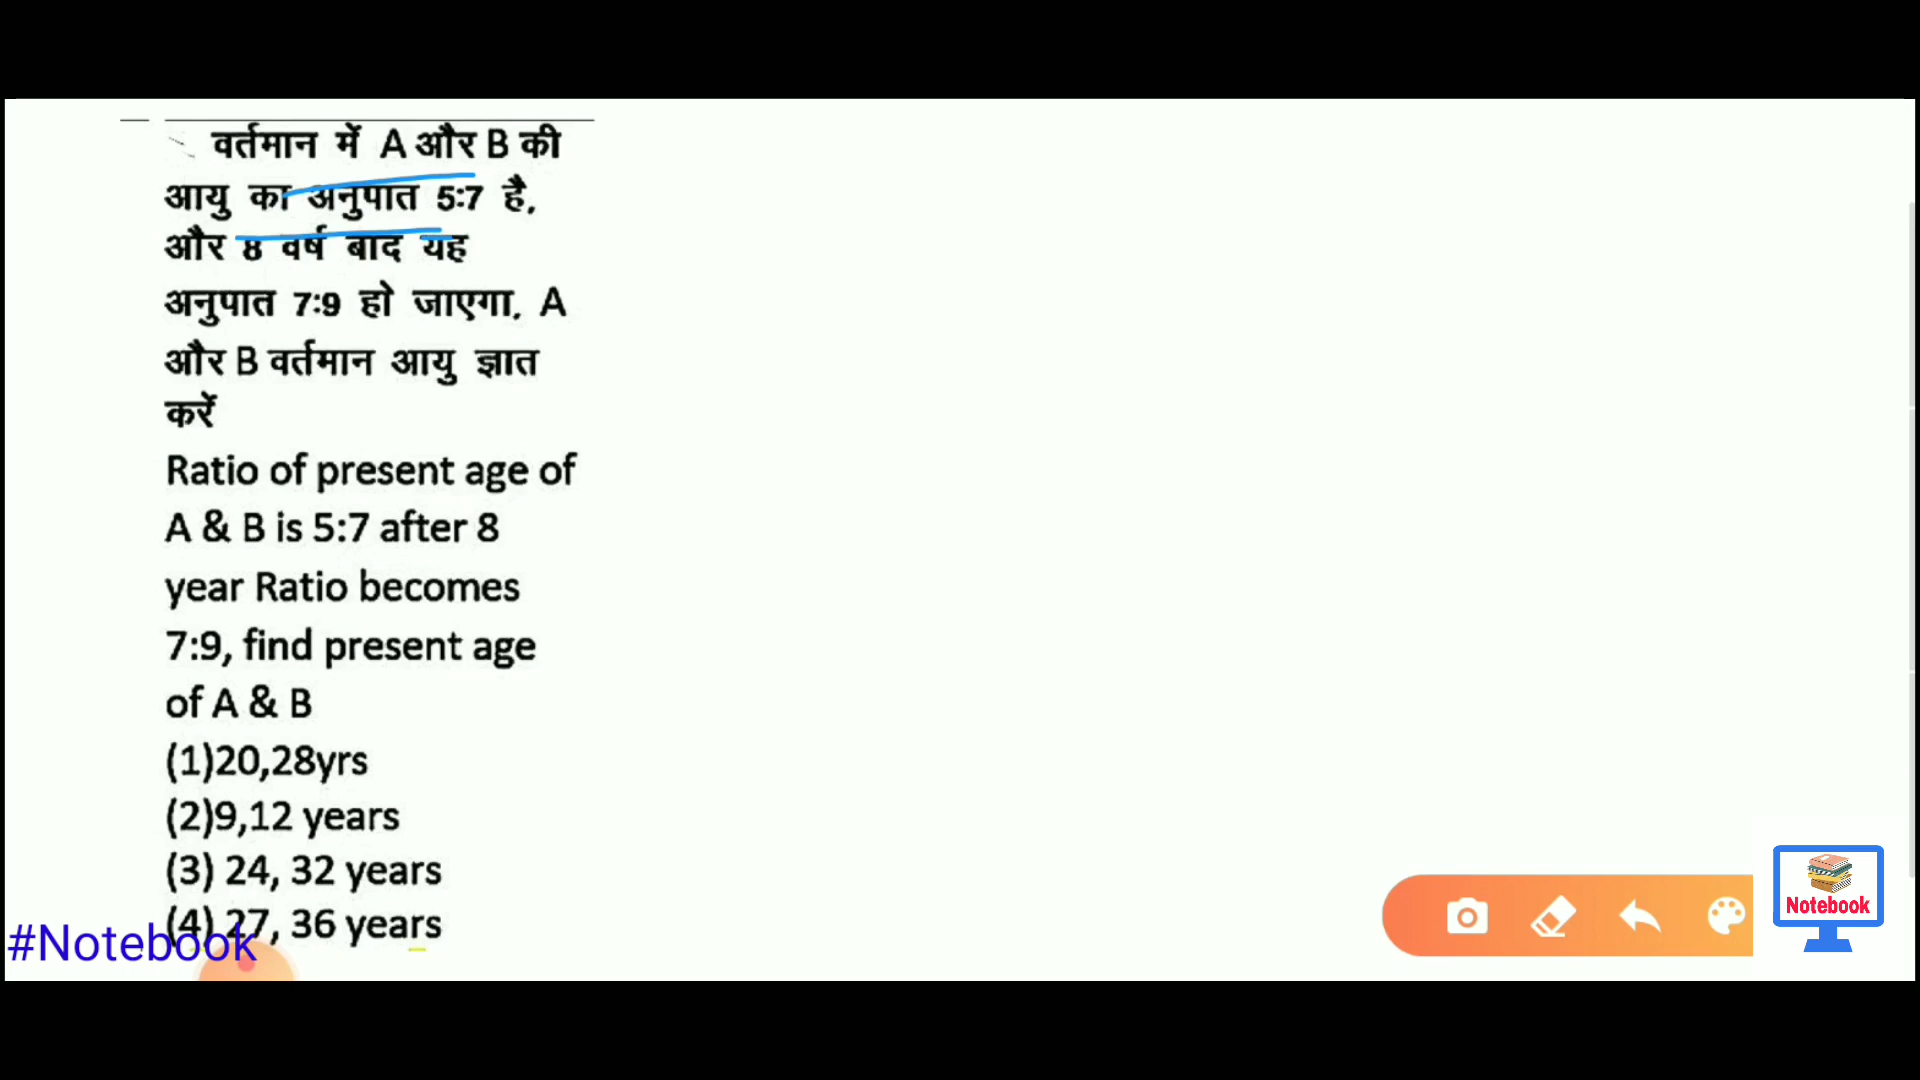 वर्तमान में A और B की
आयु का अनुपात 5:7 है,
और 8 वर्ष बाद यह
अनुपात 7:9 हो जाएगा, A
और B वर्तमान आयु ज्ञात
करें
Ratio of present age of
A & B is 5:7 after 8
year Ratio becomes
7:9, find present age
of A & B
(1)20,28yrs
(2)9,12 years
(3) 24, 32 years
(4) 27, 36 years
#Notebook
Notebook